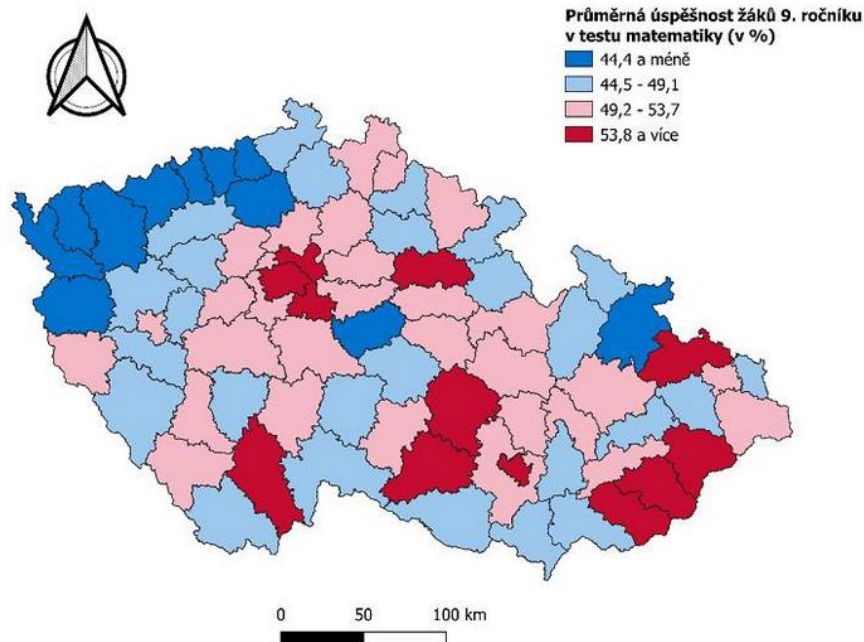 Průměrná úspěšnost žáků 9. ročníku
v testu matematiky (v %)
44,4 a méně
44,5 - 49,1
49,2 - 53,7
53,8 a více
0 50 100 km